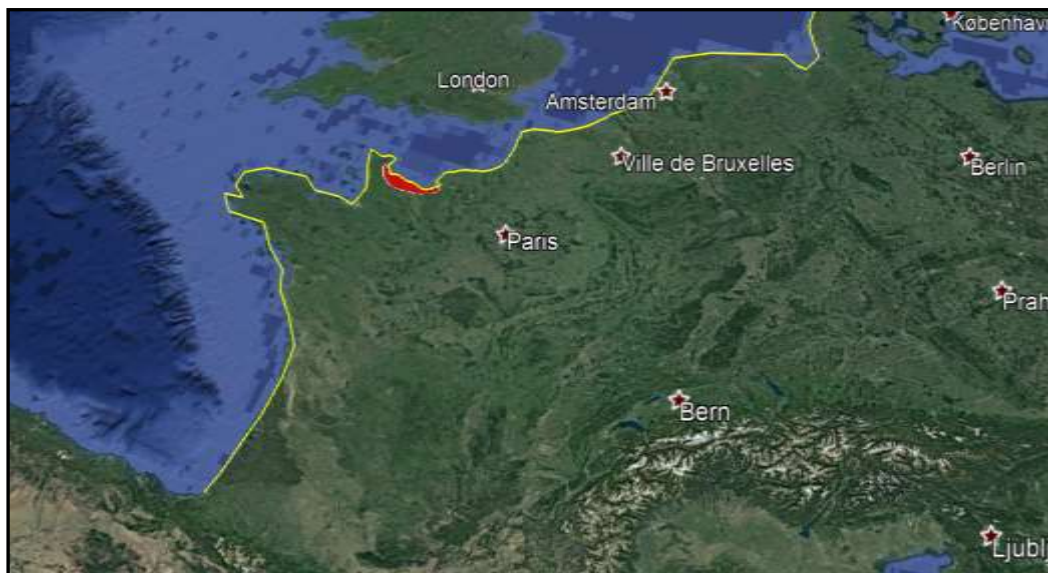 København
London
Amsterdam
Ville de Bruxelles
Berlin
Paris
Prah
Bern
Ljublj